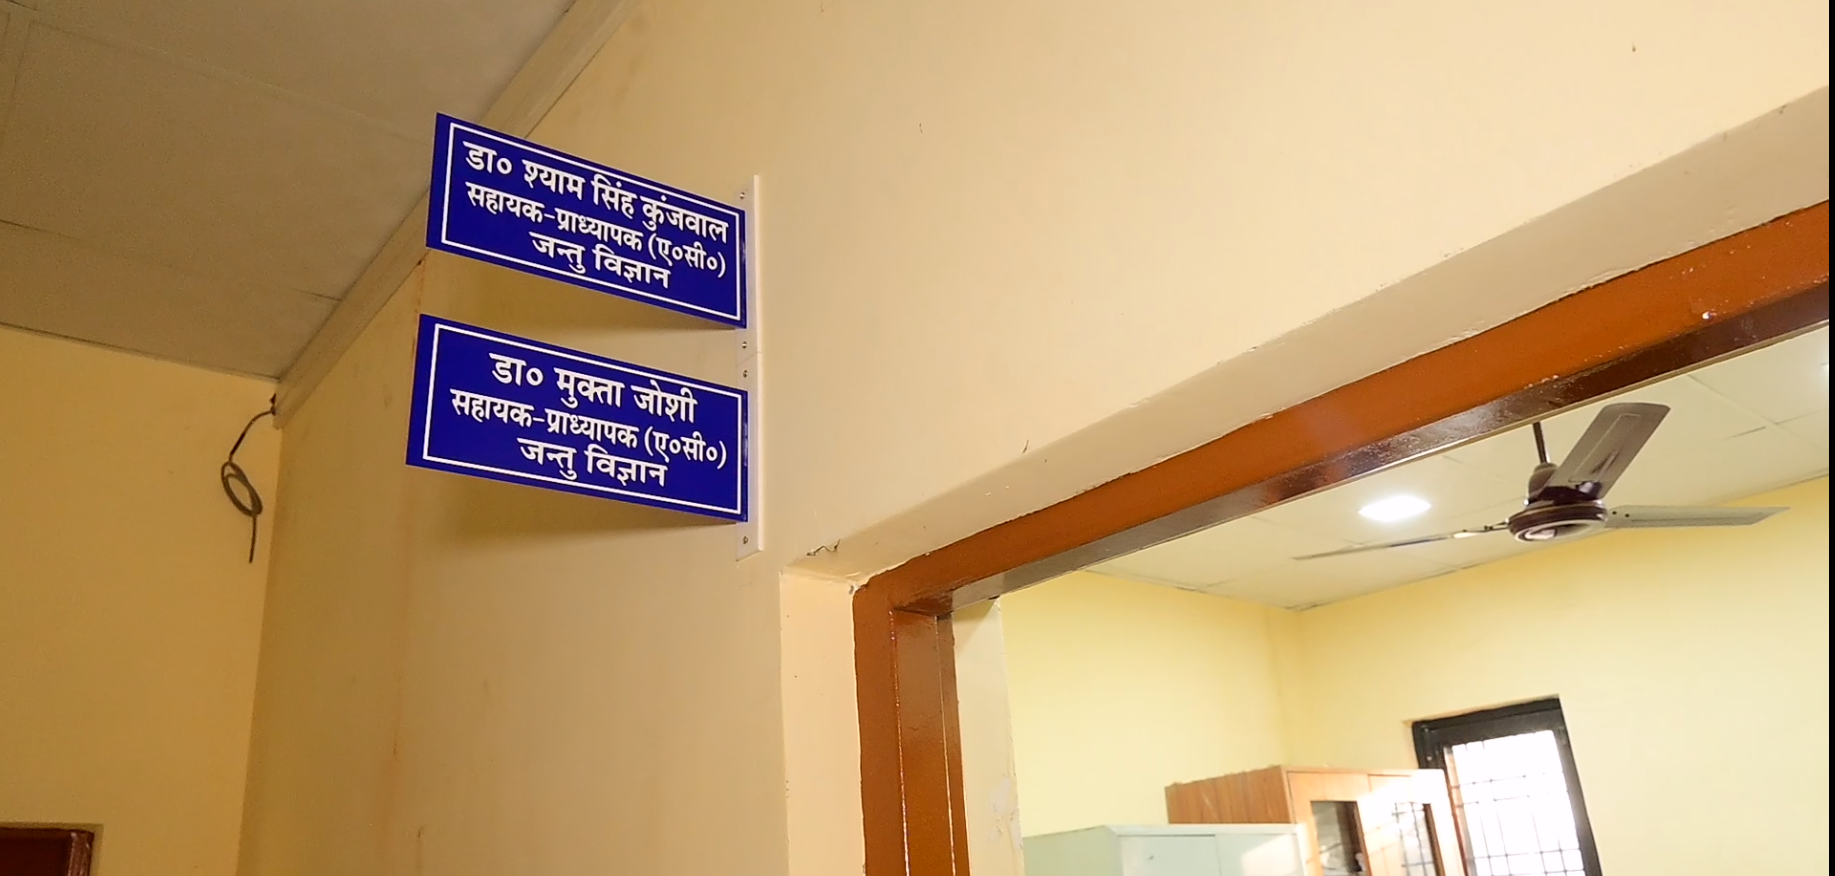 डा० श्याम सिंह कुंजवाल
सहायक-प्राध्यापक (ए०सी०)
जन्तु विज्ञान
डा० मुक्ता जोशी
सहायक-प्राध्यापक (ए०सी०)
जन्तु विज्ञान